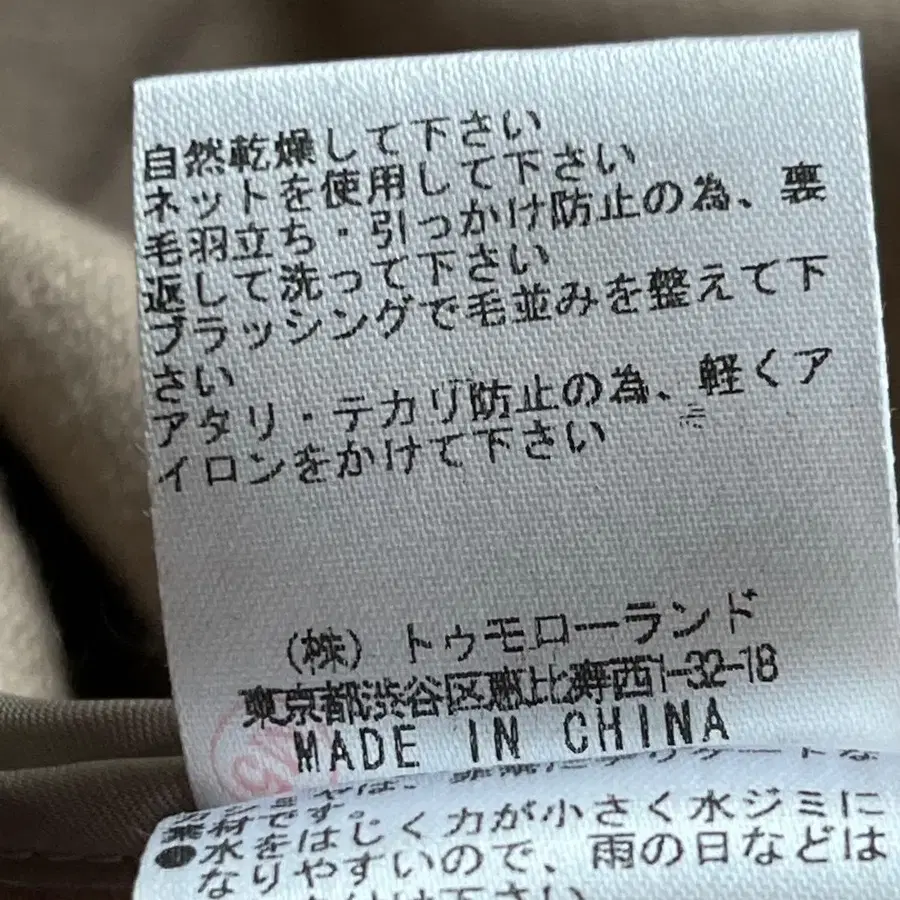 自然乾燥して下さい
ネットを使用して下さい
毛羽立ち・引っかけ防止の為、裏
返して洗って下さい
ブラッシングで毛並みを整えて下
さい
アタリ・テカリ防止の為、軽くア
イロンをかけて下さい
(株) トゥモローランド
東京都渋谷区恵比寿西1-32-18
MADE IN CHINA
素材です。
●水をはじく力が小さく水ジミに
なりやすいので、雨の日などは